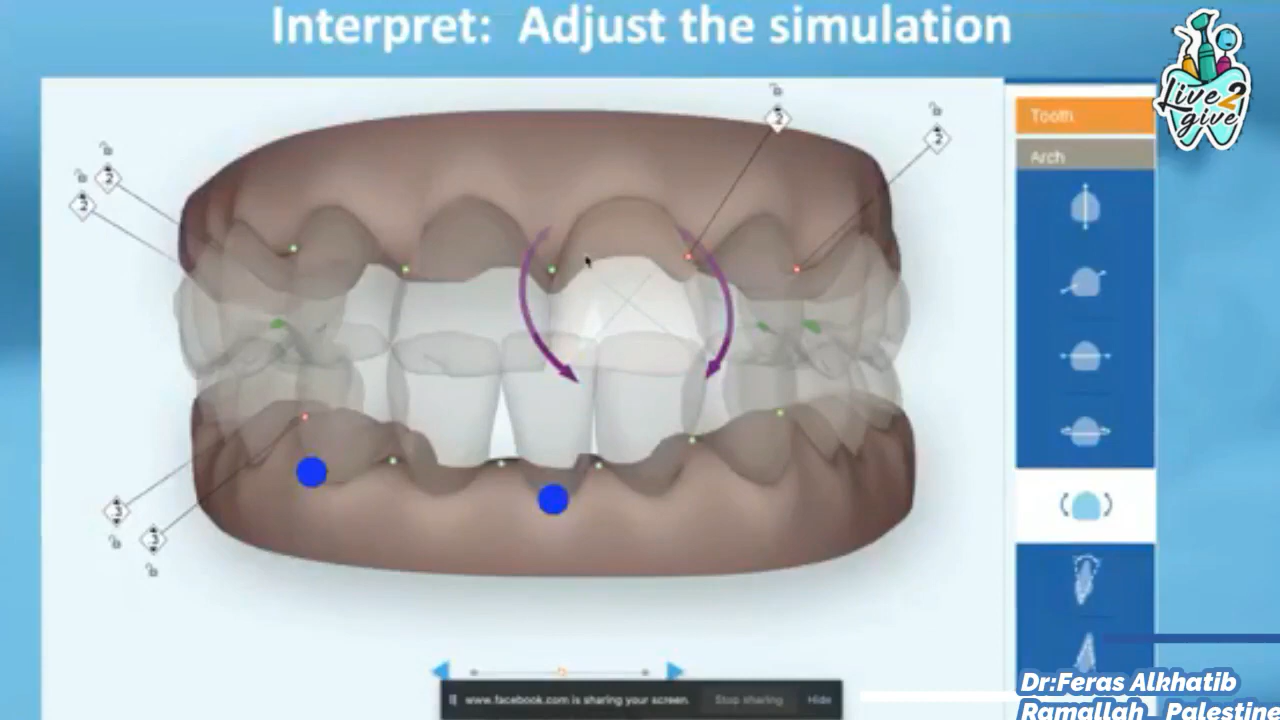 Interpret: Adjust the simulation
Live 2 give
Tooth
Arch
.2
.2
.2
.2
.3
.3
www.facebook.com is sharing your screen.
Stop sharing
Hide
Dr:Feras Alkhatib
Ramallah - Palestine